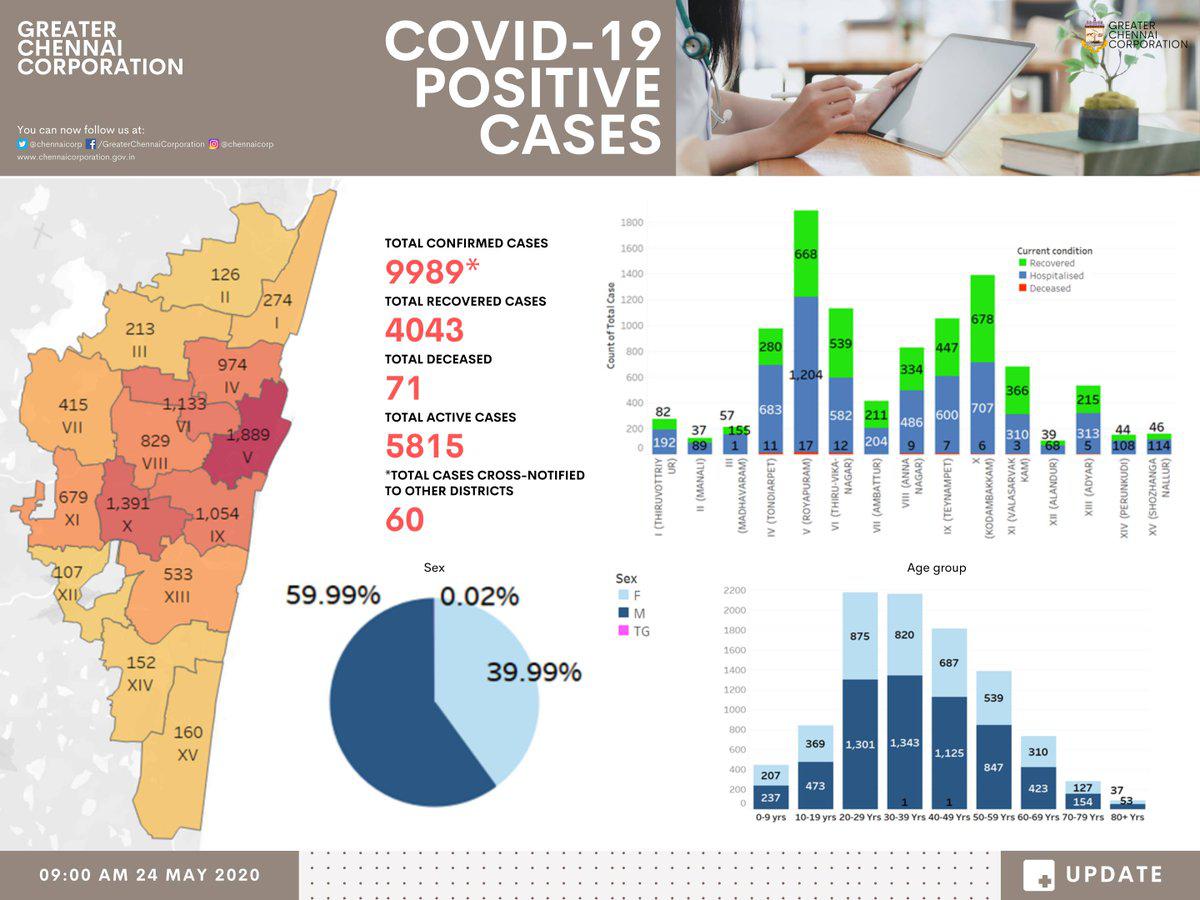 GREATER
CHENNAI
CORPORATION
You can now follow us at:
@chennaicorp /GreaterChennaiCorporation @chennaicorp
www.chennaicorporation.gov.in
COVID-19
POSITIVE
CASES
GREATER
CHENNAI
CORPORATION
126
II
274
I
213
III
974
IV
415
VII
1,133
VI
829
VIII
1,889
V
679
XI
1,391
X
1,054
IX
107
XII
533
XIII
152
XIV
160
XV
TOTAL CONFIRMED CASES
9989*
TOTAL RECOVERED CASES
4043
TOTAL DECEASED
71
TOTAL ACTIVE CASES
5815
*TOTAL CASES CROSS-NOTIFIED
TO OTHER DISTRICTS
60
Count of Total Case
1800
1600
1400
1200
1000
800
600
400
200
0
Current condition
Recovered
Hospitalised
Deceased
82
192
37
89
57
155
1
280
683
11
668
1,204
17
539
582
12
211
204
334
486
9
447
600
7
678
707
6
366
310
3
39
68
215
313
5
44
108
46
114
I (THIRUVOTTRIY
UR)
II (MANALI)
III
(MADHAVARAM)
IV (TONDIARPET)
V (ROYAPURAM)
VI (THIRU-VIKA-
NAGAR)
VII (AMBATTUR)
VIII (ANNA
NAGAR)
IX (TEYNAMPET)
X
(KODAMBAKKAM)
XI (VALASARVAK
KAM)
XII (ALANDUR)
XIII (ADYAR)
XIV (PERUNKUDI)
XV (SHOZHANGA
NALLUR)
Sex
59.99%
0.02%
39.99%
Sex
F
M
TG
Age group
2200
2000
1800
1600
1400
1200
1000
800
600
400
200
0
207
237
369
473
875
1,301
820
1,343
1
687
1,125
1
539
847
310
423
127
154
37
53
0-9 yrs 10-19 yrs 20-29 Yrs 30-39 Yrs 40-49 Yrs 50-59 Yrs 60-69 Yrs 70-79 Yrs 80+ Yrs
09:00 AM 24 MAY 2020
UPDATE